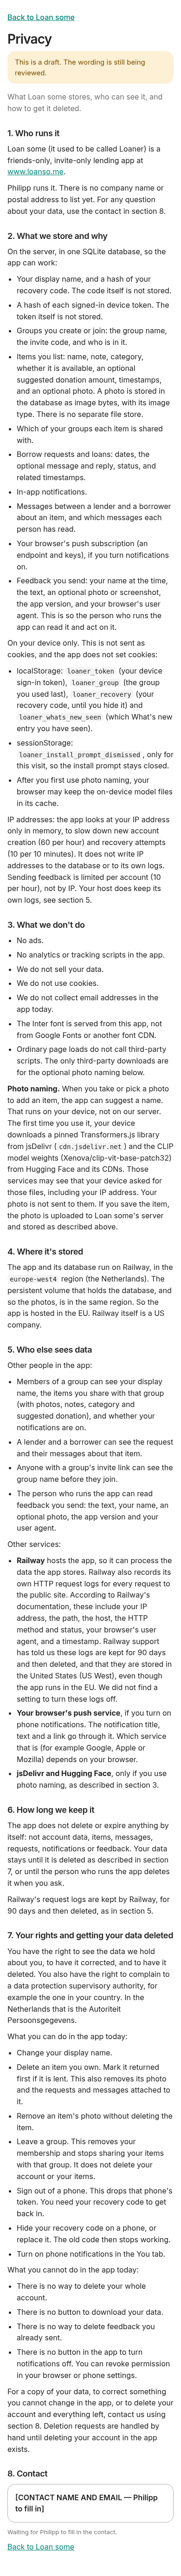 Back to Loan some
Privacy
This is a draft. The wording is still being
reviewed.
What Loan some stores, who can see it, and
how to get it deleted.
1. Who runs it
Loan some (it used to be called Loaner) is a
friends-only, invite-only lending app at
www.loanso.me.
Philipp runs it. There is no company name or
postal address to list yet. For any question
about your data, use the contact in section 8.
2. What we store and why
On the server, in one SQLite database, so the
app can work:
Your display name, and a hash of your
recovery code. The code itself is not stored.
A hash of each signed-in device token. The
token itself is not stored.
Groups you create or join: the group name,
the invite code, and who is in it.
Items you list: name, note, category,
whether it is available, an optional
suggested donation amount, timestamps,
and an optional photo. A photo is stored in
the database as image bytes, with its image
type. There is no separate file store.
Which of your groups each item is shared
with.
Borrow requests and loans: dates, the
optional message and reply, status, and
related timestamps.
In-app notifications.
Messages between a lender and a borrower
about an item, and which messages each
person has read.
Your browser's push subscription (an
endpoint and keys), if you turn notifications
on.
Feedback you send: your name at the time,
the text, an optional photo or screenshot,
the app version, and your browser's user
agent. This is so the person who runs the
app can read it and act on it.
On your device only. This is not sent as
cookies, and the app does not set cookies:
localStorage: loaner_token (your device
sign-in token), loaner_group (the group
you used last), loaner_recovery (your
recovery code, until you hide it) and
loaner_whats_new_seen (which What's new
entry you have seen).
sessionStorage:
loaner_install_prompt_dismissed, only for
this visit, so the install prompt stays closed.
After you first use photo naming, your
browser may keep the on-device model files
in its cache.
IP addresses: the app looks at your IP address
only in memory, to slow down new account
creation (60 per hour) and recovery attempts
(10 per 10 minutes). It does not write IP
addresses to the database or to its own logs.
Sending feedback is limited per account (10
per hour), not by IP. Your host does keep its
own logs, see section 5.
3. What we don't do
No ads.
No analytics or tracking scripts in the app.
We do not sell your data.
We do not use cookies.
We do not collect email addresses in the
app today.
The Inter font is served from this app, not
from Google Fonts or another font CDN.
Ordinary page loads do not call third-party
scripts. The only third-party downloads are
for the optional photo naming below.
Photo naming. When you take or pick a photo
to add an item, the app can suggest a name.
That runs on your device, not on our server.
The first time you use it, your device
downloads a pinned Transformers.js library
from jsDelivr (cdn.jsdelivr.net) and the CLIP
model weights (Xenova/clip-vit-base-patch32)
from Hugging Face and its CDNs. Those
services may see that your device asked for
those files, including your IP address. Your
photo is not sent to them. If you save the item,
the photo is uploaded to Loan some's server
and stored as described above.
4. Where it's stored
The app and its database run on Railway, in the
europe-west4 region (the Netherlands). The
persistent volume that holds the database, and
so the photos, is in the same region. So the
app is hosted in the EU. Railway itself is a US
company.
5. Who else sees data
Other people in the app:
Members of a group can see your display
name, the items you share with that group
(with photos, notes, category and
suggested donation), and whether your
notifications are on.
A lender and a borrower can see the request
and their messages about that item.
Anyone with a group's invite link can see the
group name before they join.
The person who runs the app can read
feedback you send: the text, your name, an
optional photo, the app version and your
user agent.
Other services:
Railway hosts the app, so it can process the
data the app stores. Railway also records its
own HTTP request logs for every request to
the public site. According to Railway's
documentation, these include your IP
address, the path, the host, the HTTP
method and status, your browser's user
agent, and a timestamp. Railway support
has told us these logs are kept for 90 days
and then deleted, and that they are stored in
the United States (US West), even though
the app runs in the EU. We did not find a
setting to turn these logs off.
Your browser's push service, if you turn on
phone notifications. The notification title,
text and a link go through it. Which service
that is (for example Google, Apple or
Mozilla) depends on your browser.
jsDelivr and Hugging Face, only if you use
photo naming, as described in section 3.
6. How long we keep it
The app does not delete or expire anything by
itself: not account data, items, messages,
requests, notifications or feedback. Your data
stays until it is deleted as described in section
7, or until the person who runs the app deletes
it when you ask.
Railway's request logs are kept by Railway, for
90 days and then deleted, as in section 5.
7. Your rights and getting your data deleted
You have the right to see the data we hold
about you, to have it corrected, and to have it
deleted. You also have the right to complain to
a data protection supervisory authority, for
example the one in your country. In the
Netherlands that is the Autoriteit
Persoonsgegevens.
What you can do in the app today:
Change your display name.
Delete an item you own. Mark it returned
first if it is lent. This also removes its photo
and the requests and messages attached to
it.
Remove an item's photo without deleting the
item.
Leave a group. This removes your
membership and stops sharing your items
with that group. It does not delete your
account or your items.
Sign out of a phone. This drops that phone's
token. You need your recovery code to get
back in.
Hide your recovery code on a phone, or
replace it. The old code then stops working.
Turn on phone notifications in the You tab.
What you cannot do in the app today:
There is no way to delete your whole
account.
There is no button to download your data.
There is no way to delete feedback you
already sent.
There is no button in the app to turn
notifications off. You can revoke permission
in your browser or phone settings.
For a copy of your data, to correct something
you cannot change in the app, or to delete your
account and everything left, contact us using
section 8. Deletion requests are handled by
hand until deleting your account in the app
exists.
8. Contact
[CONTACT NAME AND EMAIL — Philipp
to fill in]
Waiting for Philipp to fill in the contact.
Back to Loan some